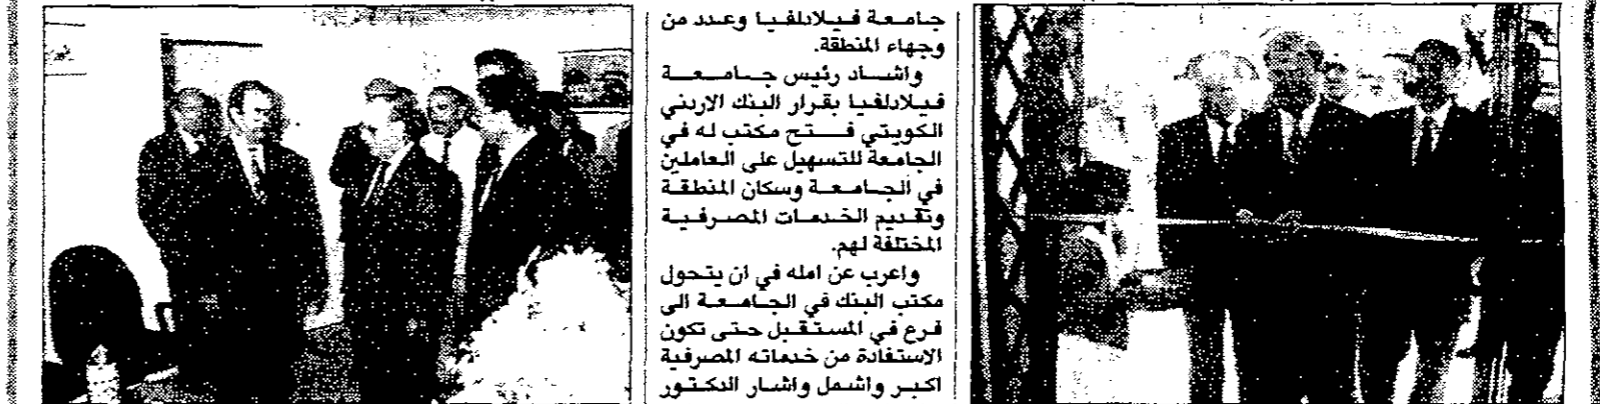 جامعة فيلادلفيا وعدد من
وجهاء المنطقة.
واشاد رئيس جامعة
فيلادلفيا بقرار البنك الاردني
الكويتي فتح مكتب له في
الجامعة للتسهيل على العاملين
في الجامعة وسكان المنطقة
وتقديم الخدمات المصرفية
المختلفة لهم.
واعرب عن امله في ان يتحول
مكتب البنك في الجامعة الى
فرع في المستقبل حتى تكون
الاستفادة من خدماته المصرفية
اكبر واشمل واشار الدكتور